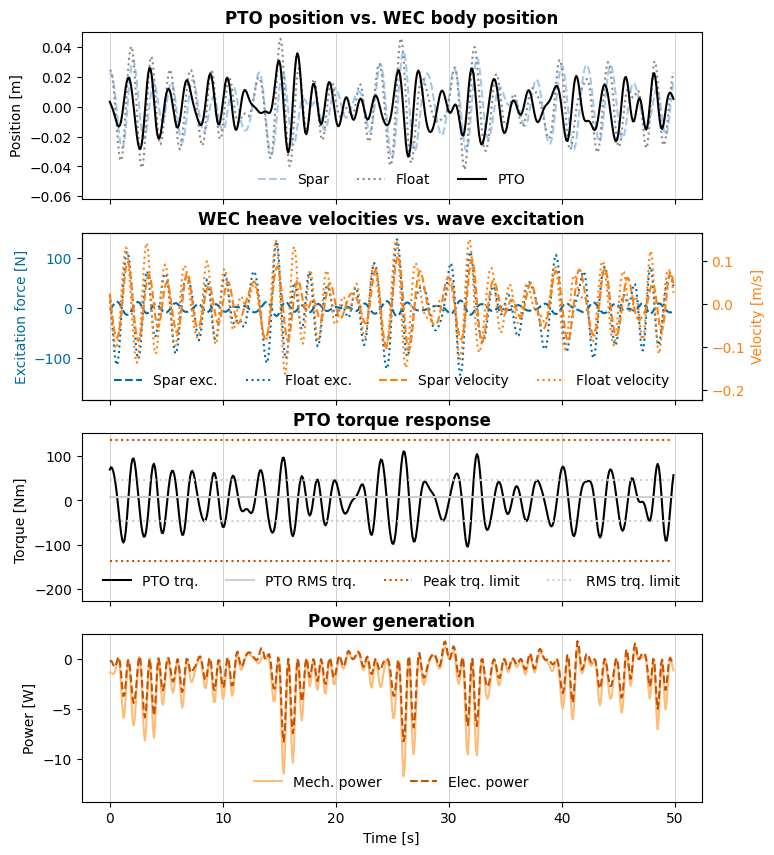 PTO position vs. WEC body position
0.04
0.02
0.00
−0.02
−0.04
−0.06
Position [m]
Spar Float PTO
WEC heave velocities vs. wave excitation
100
0
−100
Excitation force [N]
0.1
0.0
−0.1
−0.2
Velocity [m/s]
Spar exc. Float exc. Spar velocity Float velocity
PTO torque response
100
0
−100
−200
Torque [Nm]
PTO trq. PTO RMS trq. Peak trq. limit RMS trq. limit
Power generation
0
−5
−10
Power [W]
Mech. power Elec. power
0 10 20 30 40 50
Time [s]